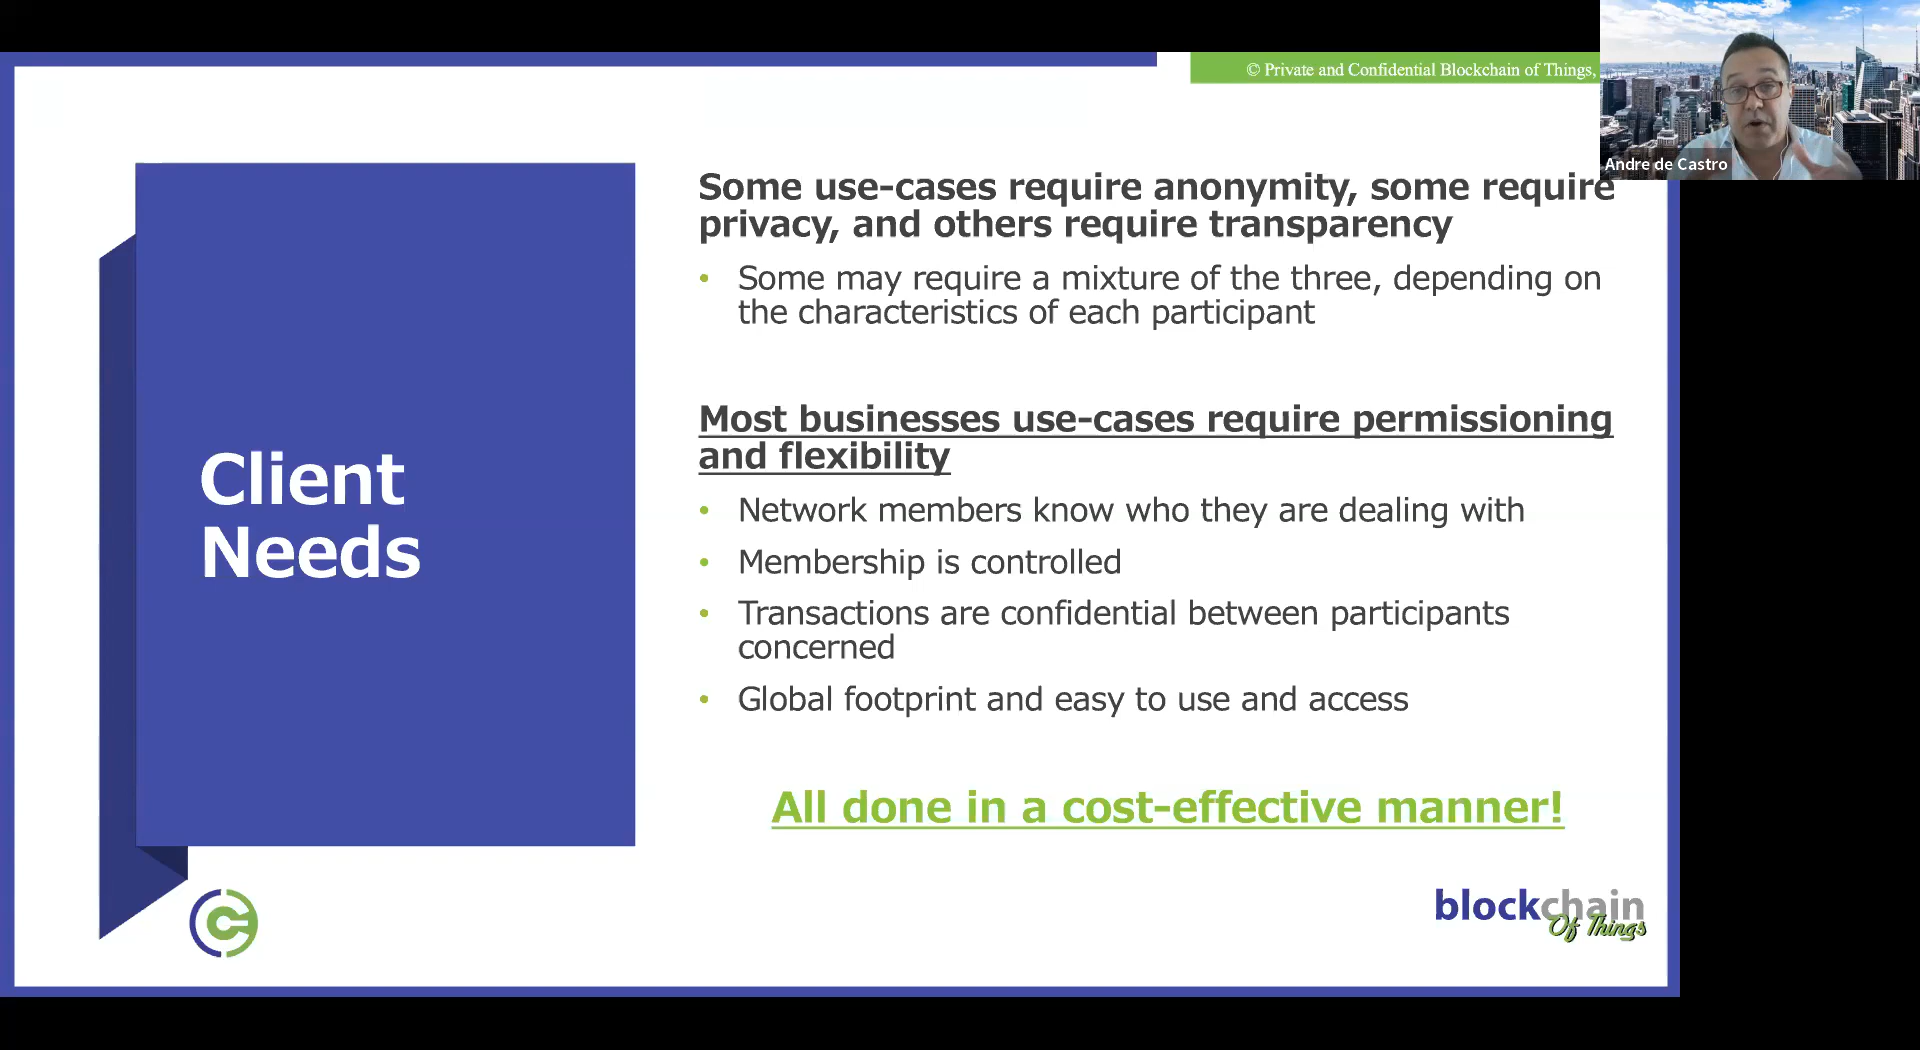 © Private and Confidential Blockchain of Things,
Andre de Castro
Client
Needs
Some use-cases require anonymity, some require
privacy, and others require transparency
• Some may require a mixture of the three, depending on
the characteristics of each participant
Most businesses use-cases require permissioning
and flexibility
• Network members know who they are dealing with
• Membership is controlled
• Transactions are confidential between participants
concerned
• Global footprint and easy to use and access
All done in a cost-effective manner!
blockchain
Of Things